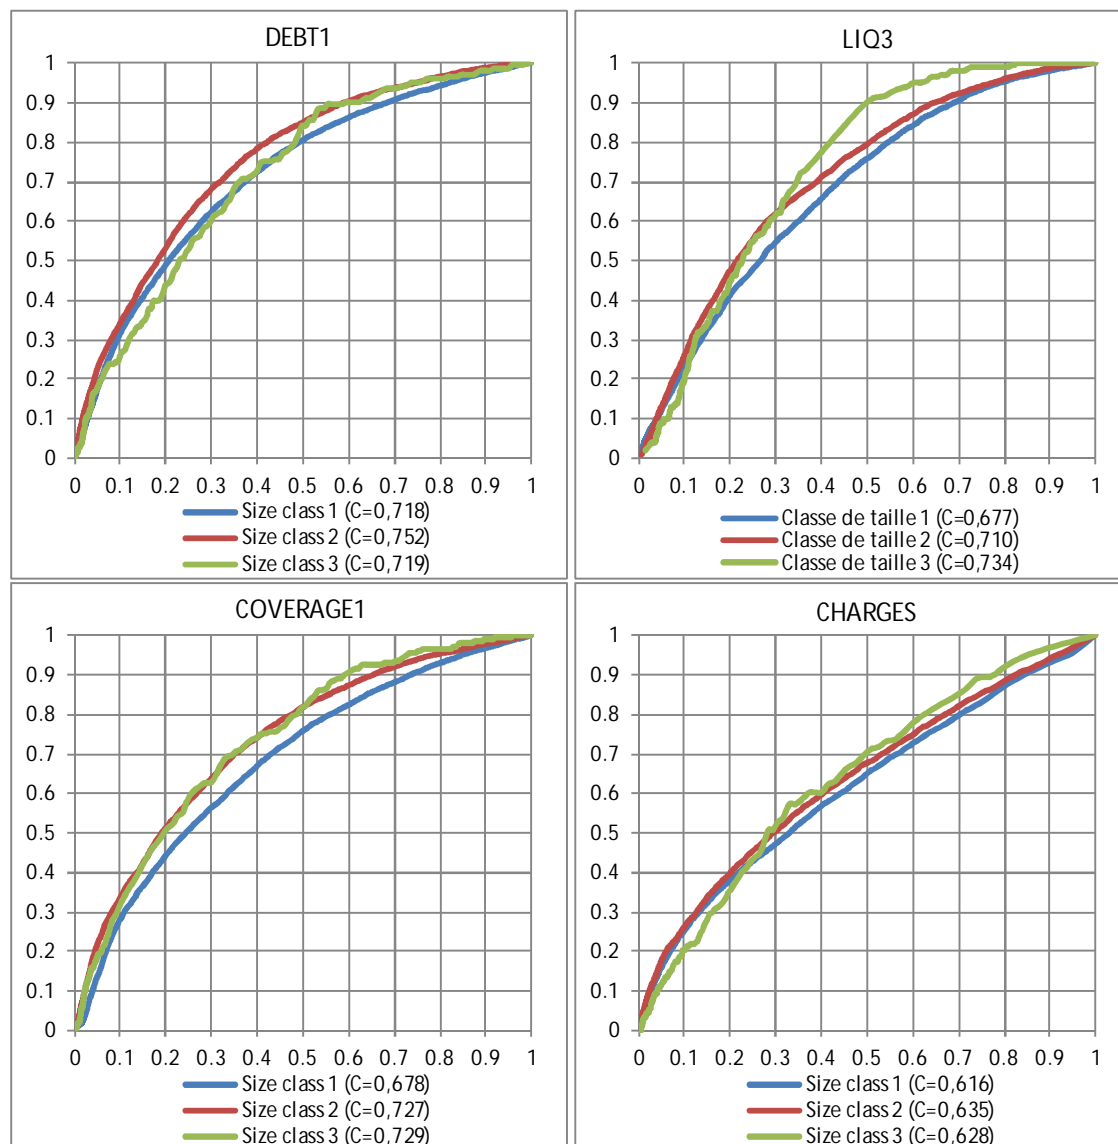 DEBT1
1
0.9
0.8
0.7
0.6
0.5
0.4
0.3
0.2
0.1
0
0 0.1 0.2 0.3 0.4 0.5 0.6 0.7 0.8 0.9 1
Size class 1 (C=0,718)
Size class 2 (C=0,752)
Size class 3 (C=0,719)
LIQ3
1
0.9
0.8
0.7
0.6
0.5
0.4
0.3
0.2
0.1
0
0 0.1 0.2 0.3 0.4 0.5 0.6 0.7 0.8 0.9 1
Classe de taille 1 (C=0,677)
Classe de taille 2 (C=0,710)
Classe de taille 3 (C=0,734)
COVERAGE1
1
0.9
0.8
0.7
0.6
0.5
0.4
0.3
0.2
0.1
0
0 0.1 0.2 0.3 0.4 0.5 0.6 0.7 0.8 0.9 1
Size class 1 (C=0,678)
Size class 2 (C=0,727)
Size class 3 (C=0,729)
CHARGES
1
0.9
0.8
0.7
0.6
0.5
0.4
0.3
0.2
0.1
0
0 0.1 0.2 0.3 0.4 0.5 0.6 0.7 0.8 0.9 1
Size class 1 (C=0,616)
Size class 2 (C=0,635)
Size class 3 (C=0,628)